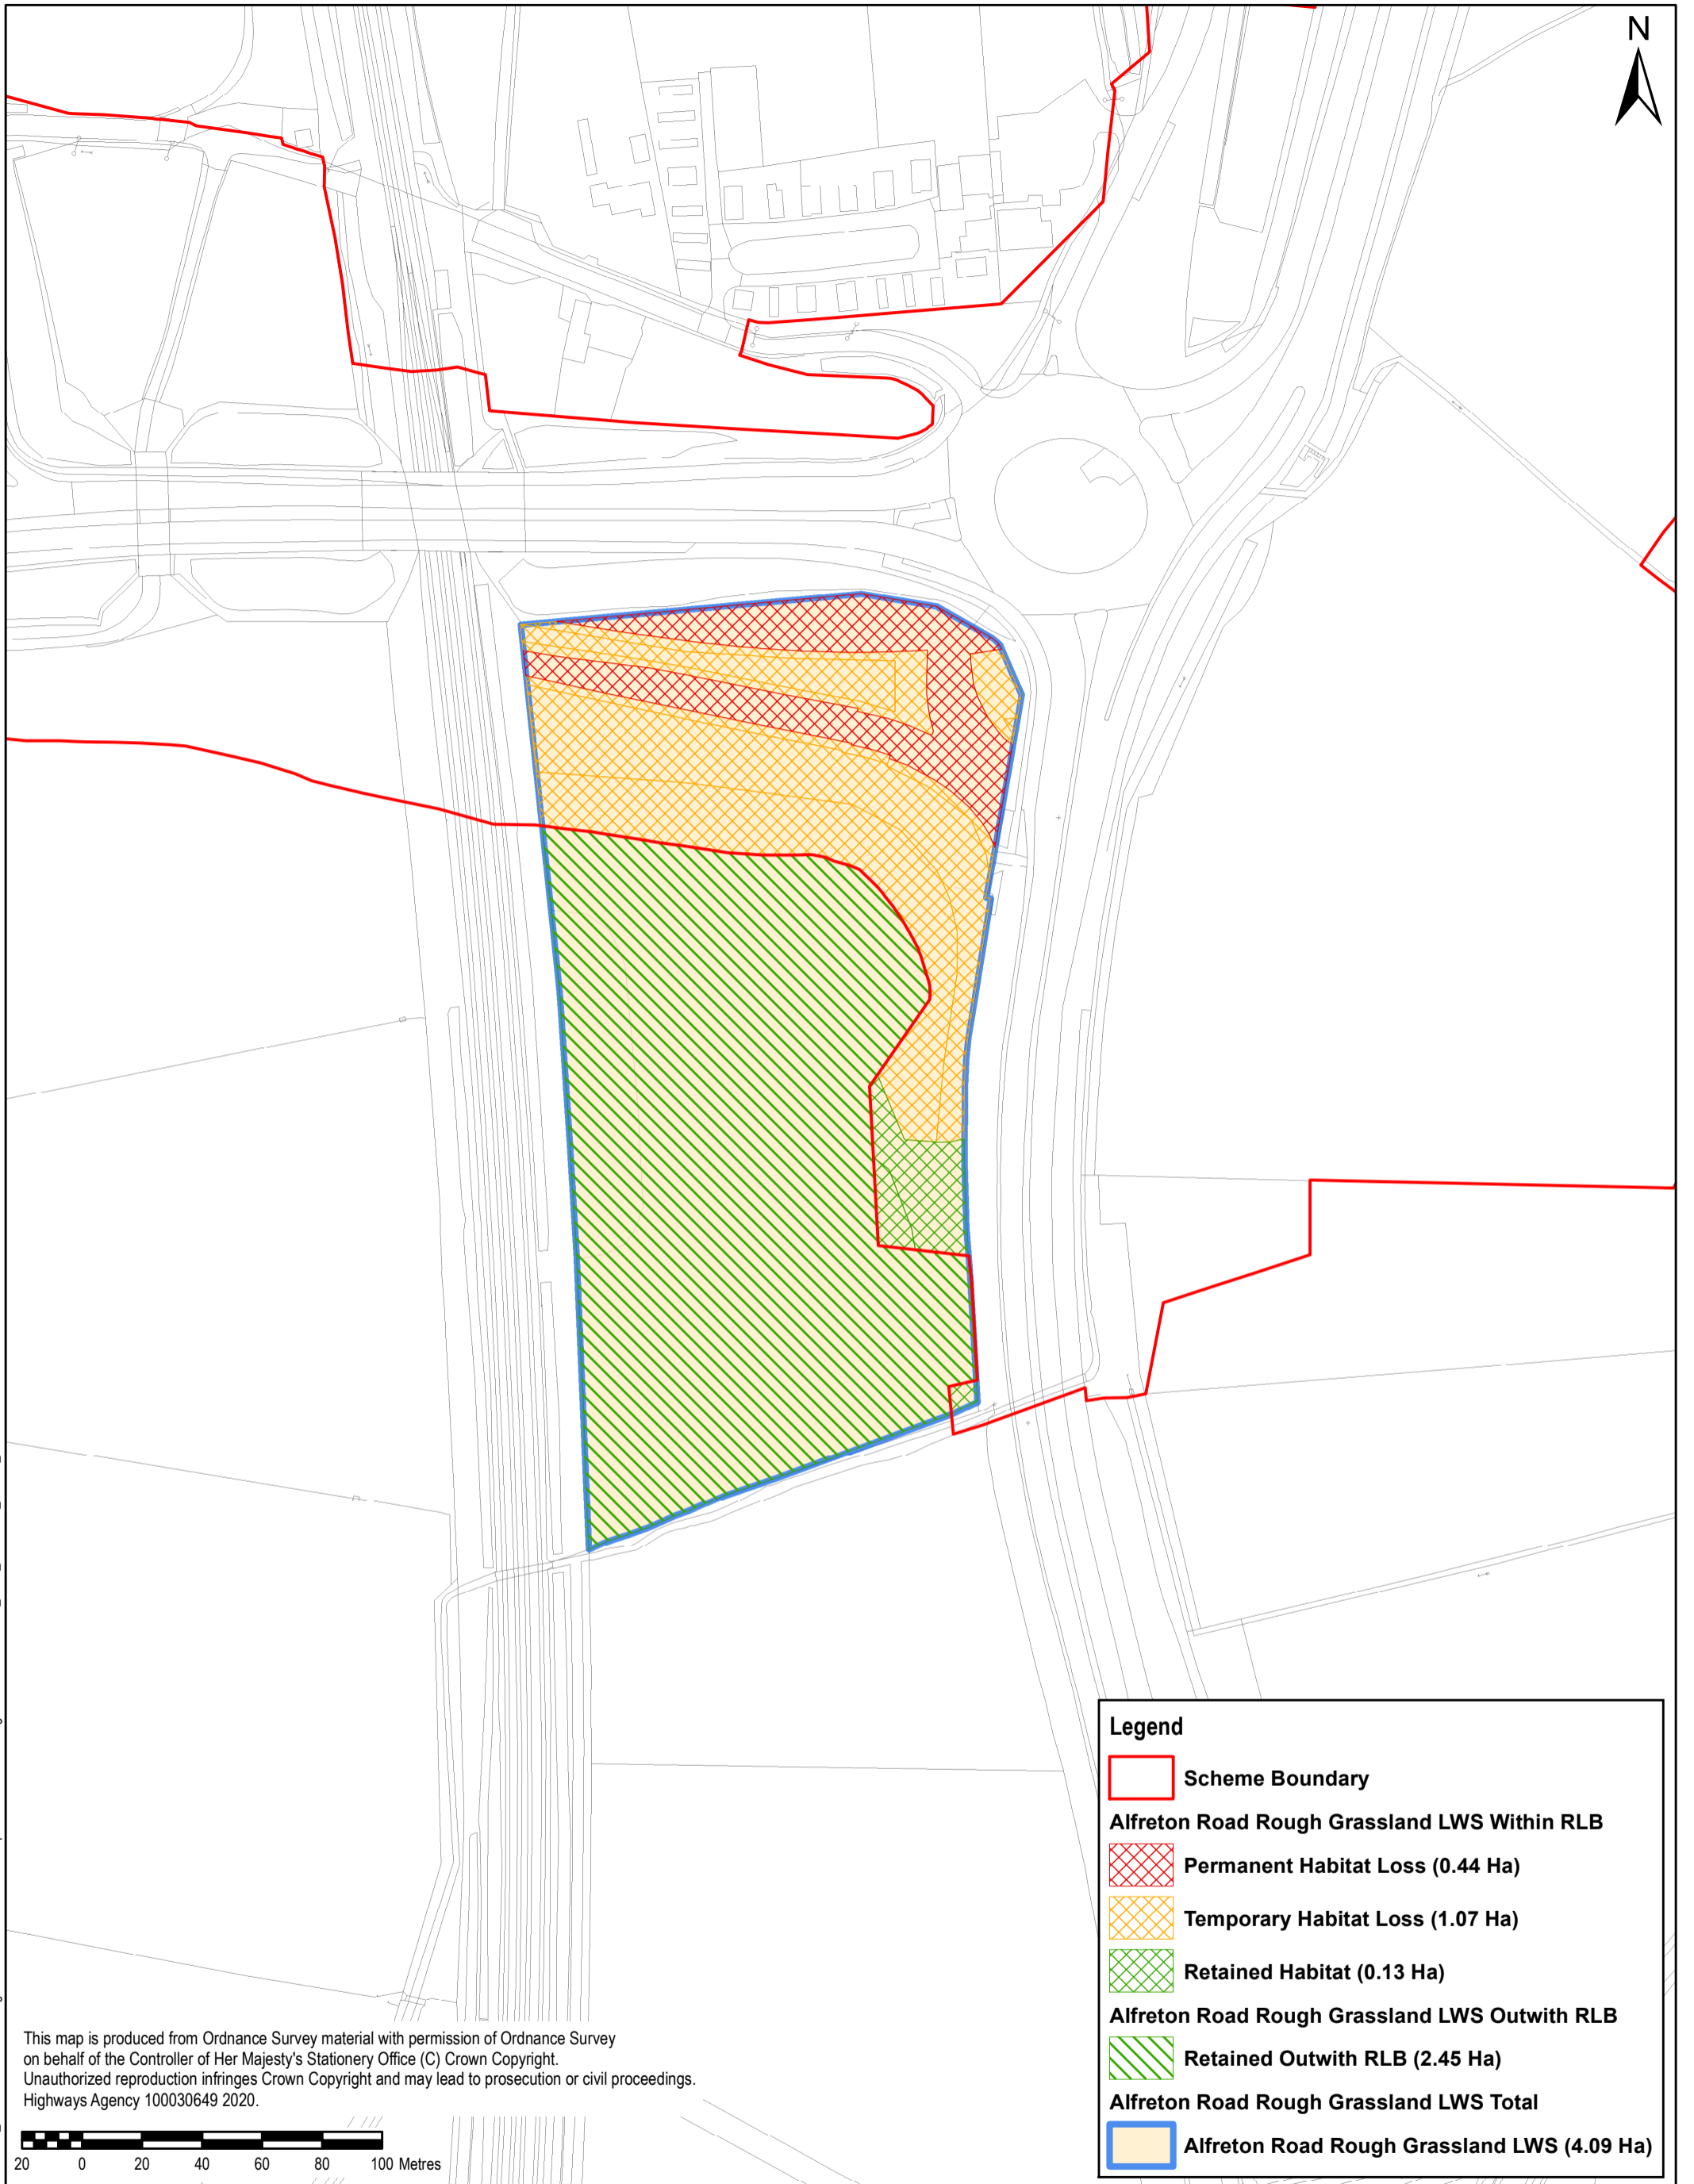 N
Legend
Scheme Boundary
Alfreton Road Rough Grassland LWS Within RLB
Permanent Habitat Loss (0.44 Ha)
Temporary Habitat Loss (1.07 Ha)
Retained Habitat (0.13 Ha)
Alfreton Road Rough Grassland LWS Outwith RLB
Retained Outwith RLB (2.45 Ha)
Alfreton Road Rough Grassland LWS Total
Alfreton Road Rough Grassland LWS (4.09 Ha)
This map is produced from Ordnance Survey material with permission of Ordnance Survey
on behalf of the Controller of Her Majesty's Stationery Office (C) Crown Copyright.
Unauthorized reproduction infringes Crown Copyright and may lead to prosecution or civil proceedings.
Highways Agency 100030649 2020.
20 0 20 40 60 80 100 Metres